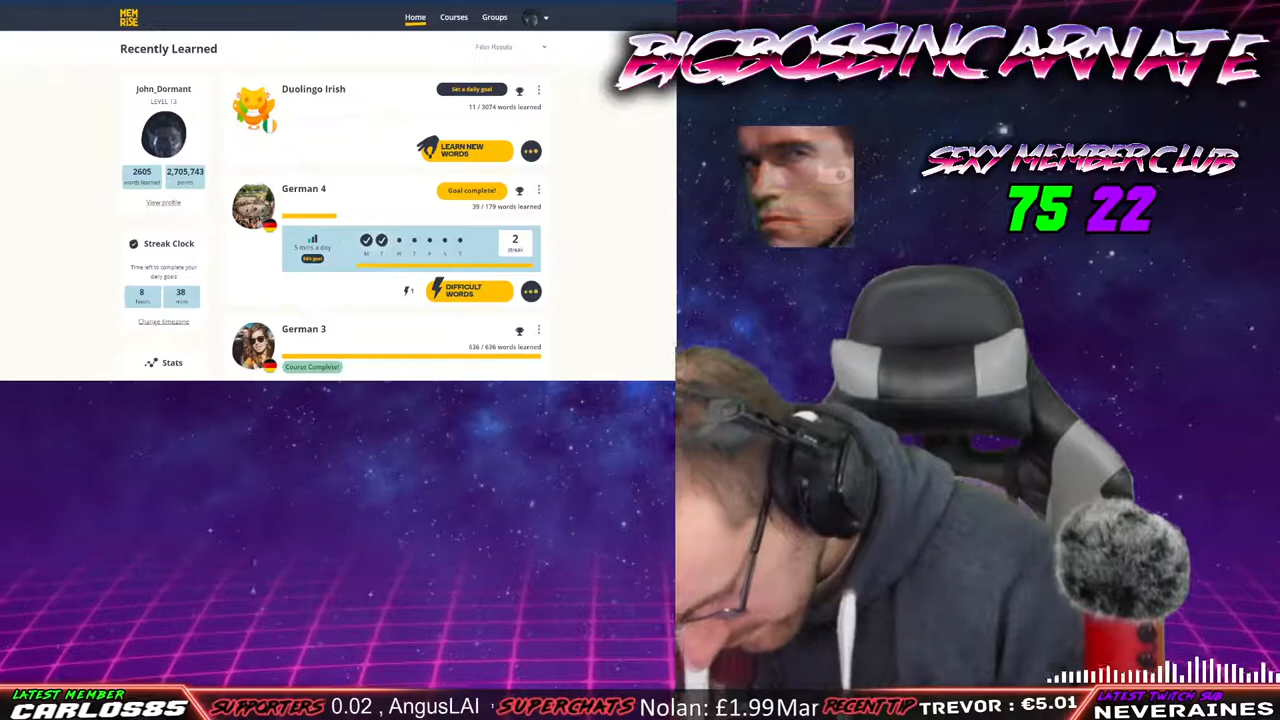 MEM
RISE
Home Courses Groups
Recently Learned
Filter Results
John_Dormant
LEVEL 13
2605
words learned
2,705,743
points
View profile
Streak Clock
Time left to complete your
daily goals
8
hours
38
mins
Change timezone
Stats
Duolingo Irish
Set a daily goal
11 / 3074 words learned
LEARN NEW
WORDS
German 4
Goal complete!
39 / 179 words learned
5 mins a day
Edit goal
M T W T F S S
2
streak
1
DIFFICULT
WORDS
German 3
636 / 636 words learned
Course Complete!
BIGBOSSINCARNATE
SEXY MEMBER CLUB
75 22
LATEST MEMBER
CARLOS85
SUPPORTERS 0.02 , AngusLAI ,
SUPERCHATS Nolan: £1.99Mar
RECENT TIP TREVOR : €5.01
LATEST TWITCH SUB
NEVERAINES